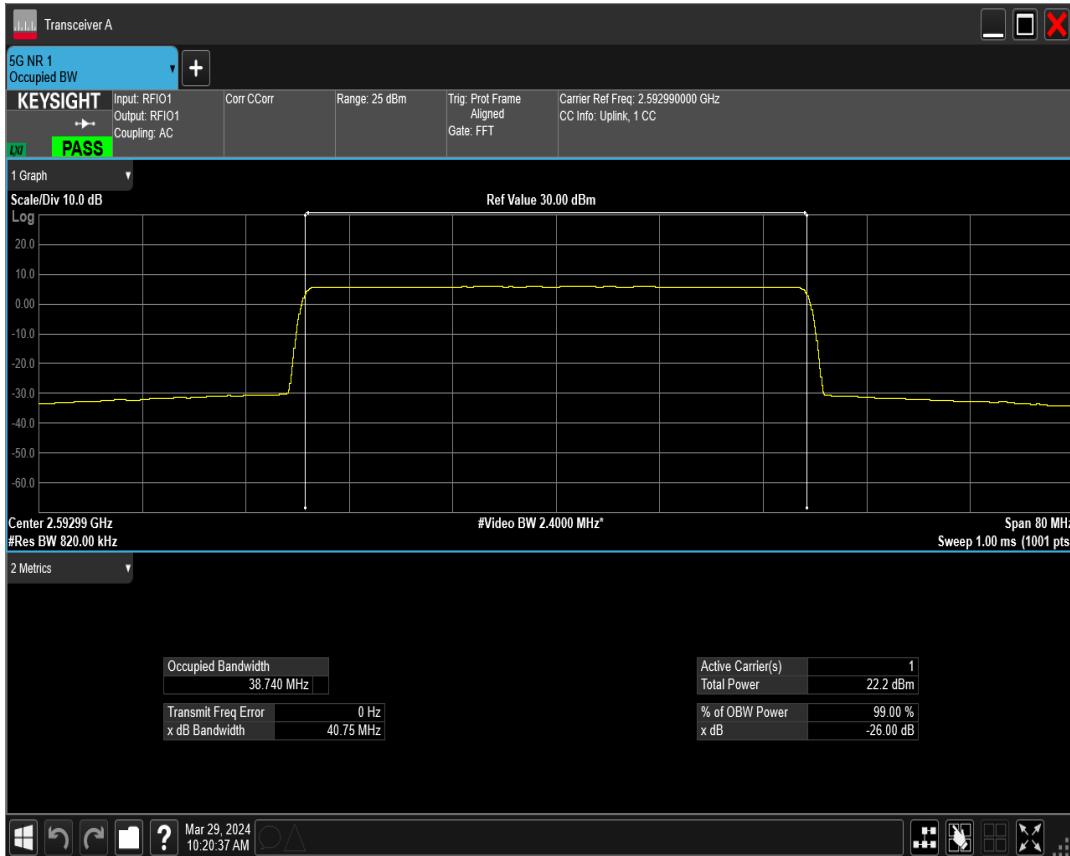 Transceiver A
5G NR 1
Occupied BW
KEYSIGHT
LXI
PASS
Input: RFIO1
Output: RFIO1
Coupling: AC
Corr CCorr
Range: 25 dBm
Trig: Prot Frame
Aligned
Gate: FFT
Carrier Ref Freq: 2.592990000 GHz
CC Info: Uplink, 1 CC
1 Graph
Scale/Div 10.0 dB
Ref Value 30.00 dBm
Log
20.0
10.0
0.00
-10.0
-20.0
-30.0
-40.0
-50.0
-60.0
Center 2.59299 GHz
#Video BW 2.4000 MHz*
Span 80 MHz
#Res BW 820.00 kHz
Sweep 1.00 ms (1001 pts
2 Metrics
Occupied Bandwidth
38.740 MHz
Transmit Freq Error 0 Hz
x dB Bandwidth 40.75 MHz
Active Carrier(s) 1
Total Power 22.2 dBm
% of OBW Power 99.00 %
x dB -26.00 dB
?
Mar 29, 2024
10:20:37 AM